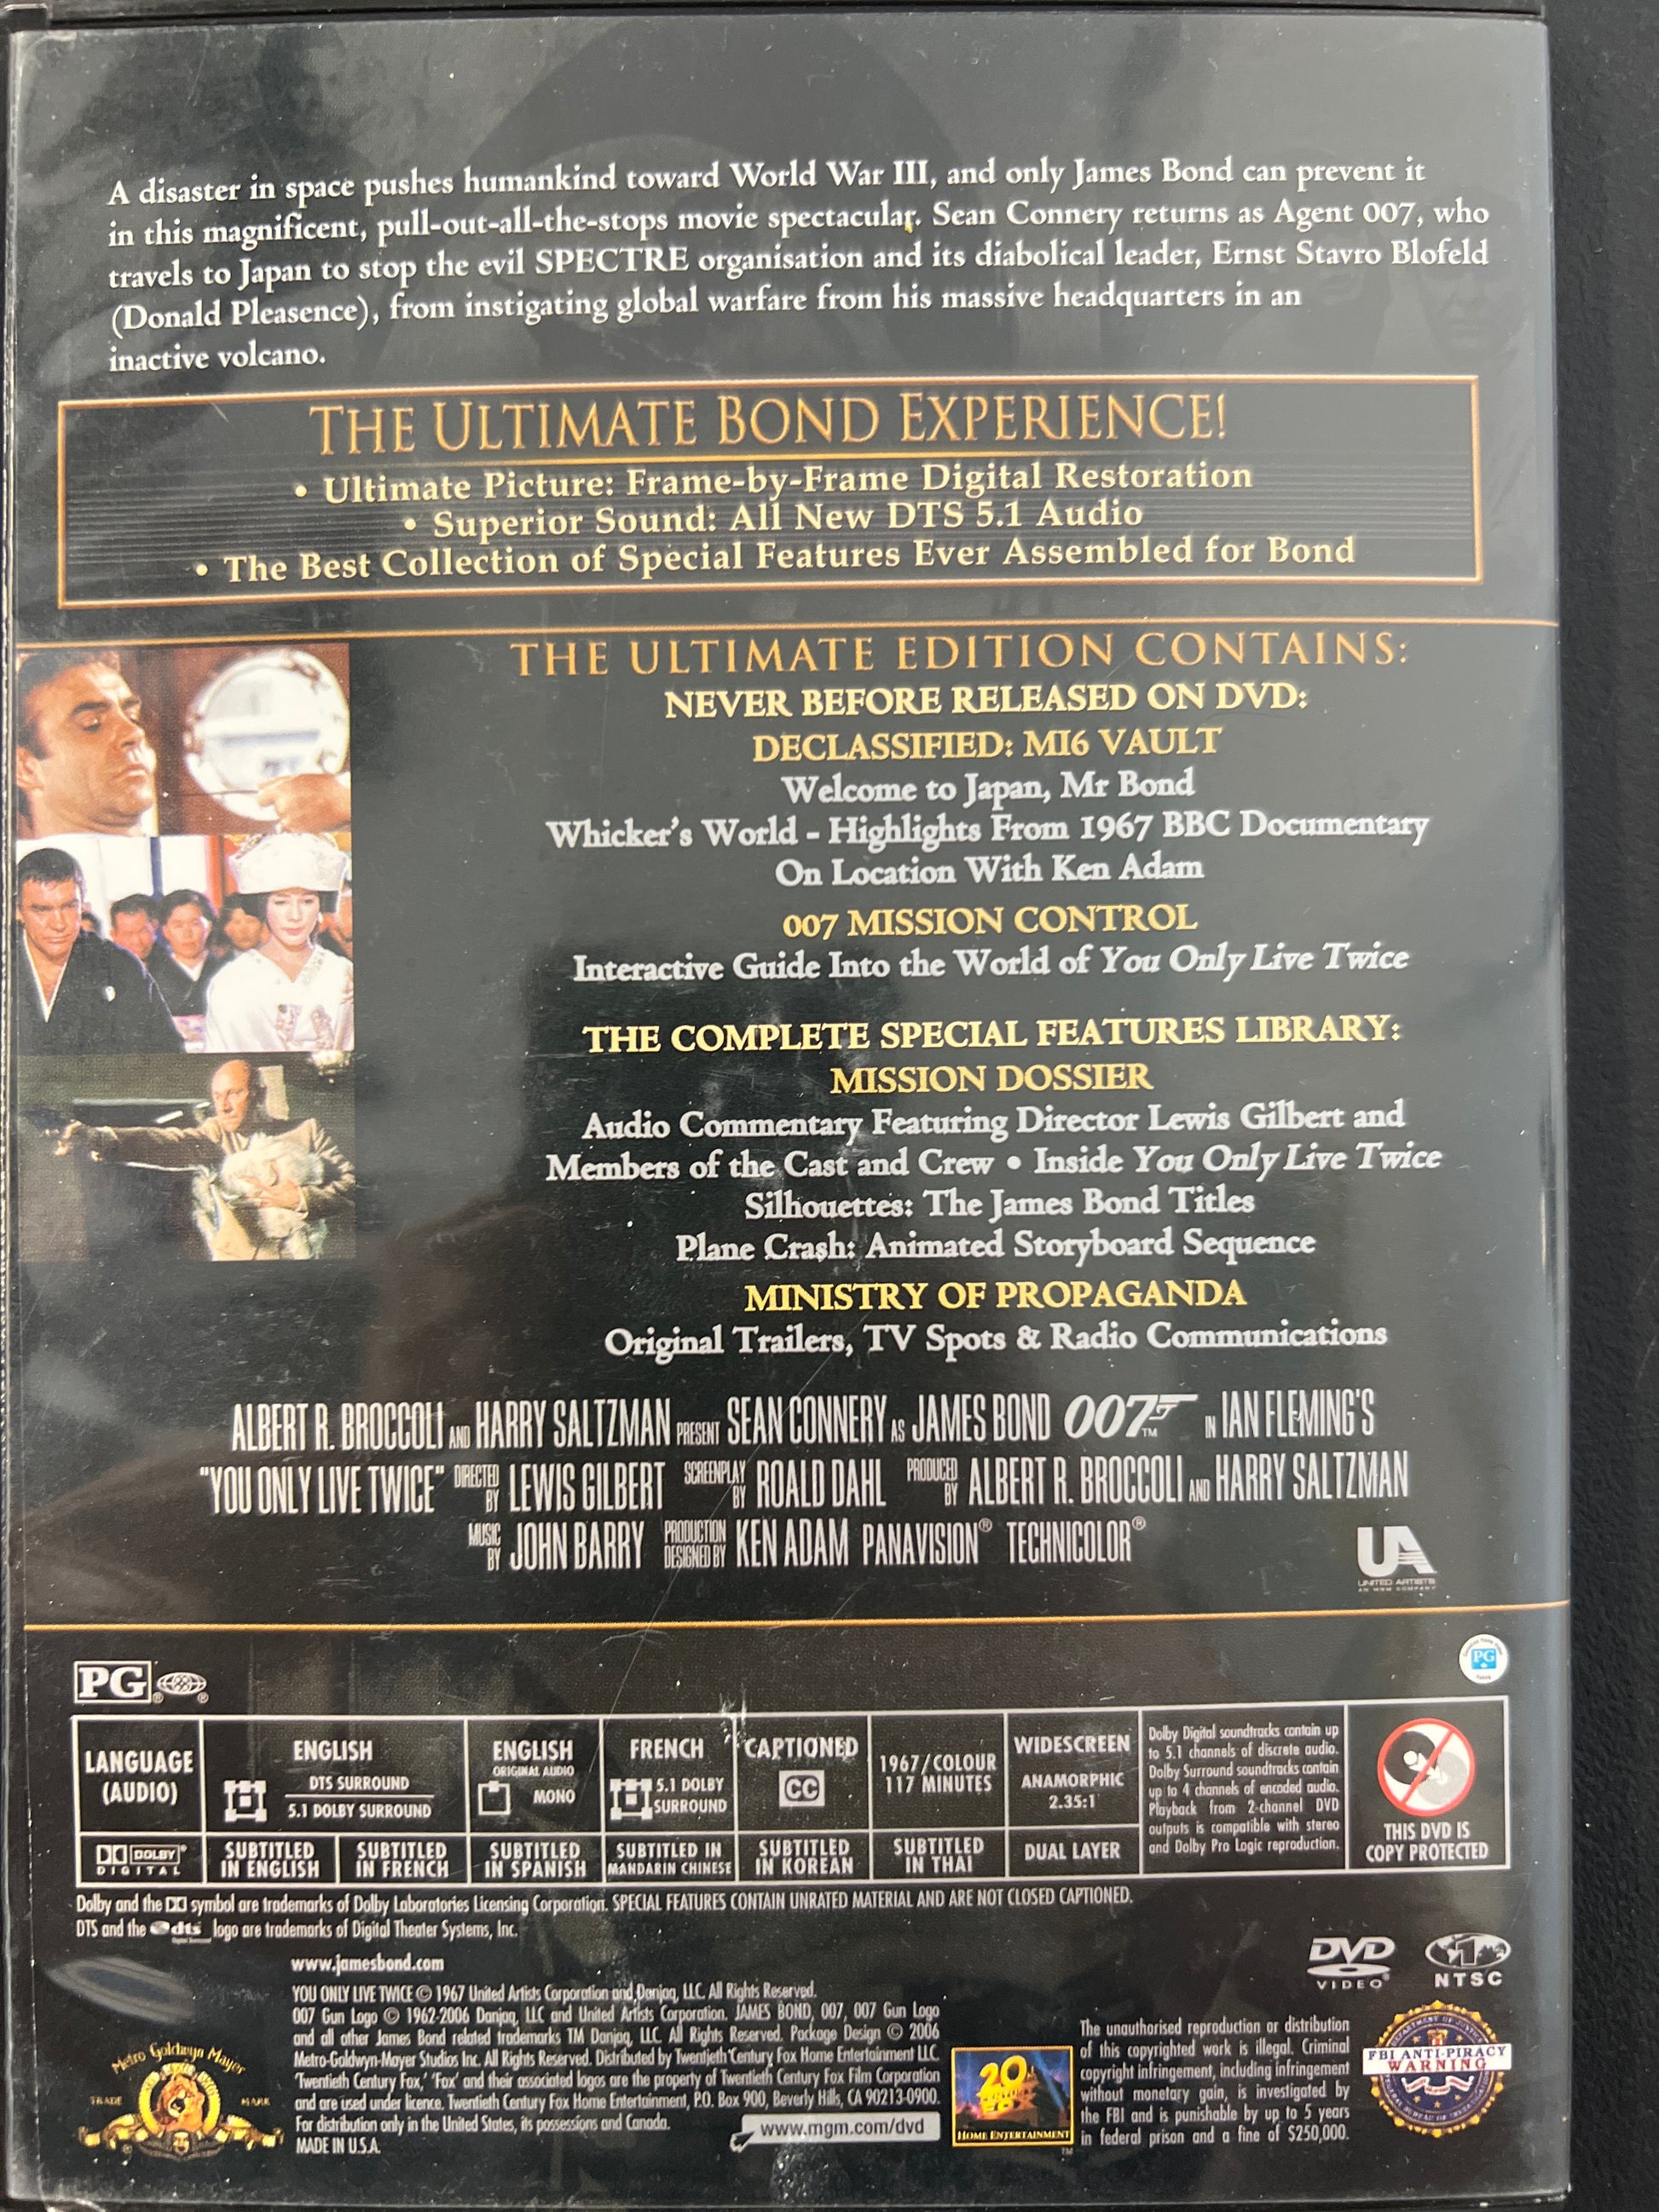 A disaster in space pushes humankind toward World War III, and only James Bond can prevent it
in this magnificent, pull-out-all-the-stops movie spectacular. Sean Connery returns as Agent 007, who
travels to Japan to stop the evil SPECTRE organisation and its diabolical leader, Ernst Stavro Blofeld
(Donald Pleasence), from instigating global warfare from his massive headquarters in an
inactive volcano.
THE ULTIMATE BOND EXPERIENCE!
• Ultimate Picture: Frame-by-Frame Digital Restoration
• Superior Sound: All New DTS 5.1 Audio
• The Best Collection of Special Features Ever Assembled for Bond
THE ULTIMATE EDITION CONTAINS:
NEVER BEFORE RELEASED ON DVD:
DECLASSIFIED: MI6 VAULT
Welcome to Japan, Mr Bond
Whicker's World - Highlights From 1967 BBC Documentary
On Location With Ken Adam
007 MISSION CONTROL
Interactive Guide Into the World of You Only Live Twice
THE COMPLETE SPECIAL FEATURES LIBRARY:
MISSION DOSSIER
Audio Commentary Featuring Director Lewis Gilbert and
Members of the Cast and Crew • Inside You Only Live Twice
Silhouettes: The James Bond Titles
Plane Crash: Animated Storyboard Sequence
MINISTRY OF PROPAGANDA
Original Trailers, TV Spots & Radio Communications
ALBERT R. BROCCOLI AND HARRY SALTZMAN PRESENT SEAN CONNERY AS JAMES BOND 007™ IN IAN FLEMING'S
"YOU ONLY LIVE TWICE" DIRECTED BY LEWIS GILBERT SCREENPLAY BY ROALD DAHL PRODUCED BY ALBERT R. BROCCOLI AND HARRY SALTZMAN
MUSIC BY JOHN BARRY PRODUCTION DESIGNED BY KEN ADAM PANAVISION® TECHNICOLOR®
UA
UNITED ARTISTS
AN MGM COMPANY
PG ® ®
PG
LANGUAGE
(AUDIO)
ENGLISH
DTS SURROUND
5.1 DOLBY SURROUND
ENGLISH
ORIGINAL AUDIO
MONO
FRENCH
5.1 DOLBY
SURROUND
CAPTIONED
CC
1967/COLOUR
117 MINUTES
WIDESCREEN
ANAMORPHIC
2.35:1
Dolby Digital soundtracks contain up
to 5.1 channels of discrete audio.
Dolby Surround soundtracks contain
up to 4 channels of encoded audio.
Playback from 2-channel DVD
outputs is compatible with stereo
and Dolby Pro Logic reproduction.
THIS DVD IS
COPY PROTECTED
DOLBY®
DIGITAL
SUBTITLED
IN ENGLISH
SUBTITLED
IN FRENCH
SUBTITLED
IN SPANISH
SUBTITLED IN
MANDARIN CHINESE
SUBTITLED
IN KOREAN
SUBTITLED
IN THAI
DUAL LAYER
Dolby and the DD symbol are trademarks of Dolby Laboratories Licensing Corporation. SPECIAL FEATURES CONTAIN UNRATED MATERIAL AND ARE NOT CLOSED CAPTIONED.
DTS and the dts logo are trademarks of Digital Theater Systems, Inc.
DVD
VIDEO®
1
NTSC
www.jamesbond.com
YOU ONLY LIVE TWICE © 1967 United Artists Corporation and Danjaq, LLC. All Rights Reserved.
007 Gun Logo © 1962-2006 Danjaq, LLC and United Artists Corporation. JAMES BOND, 007, 007 Gun Logo
and all other James Bond related trademarks TM Danjaq, LLC. All Rights Reserved. Package Design © 2006
Metro-Goldwyn-Mayer Studios Inc. All Rights Reserved. Distributed by Twentieth Century Fox Home Entertainment LLC.
'Twentieth Century Fox,' 'Fox' and their associated logos are the property of Twentieth Century Fox Film Corporation
and are used under licence. Twentieth Century Fox Home Entertainment, P.O. Box 900, Beverly Hills, CA 90213-0900.
For distribution only in the United States, its possessions and Canada.
MADE IN U.S.A.
www.mgm.com/dvd
Metro Goldwyn Mayer
TRADE MARK
20
CENTURY
FOX
HOME ENTERTAINMENT
TM
The unauthorised reproduction or distribution
of this copyrighted work is illegal. Criminal
copyright infringement, including infringement
without monetary gain, is investigated by
the FBI and is punishable by up to 5 years
in federal prison and a fine of $250,000.
FBI ANTI-PIRACY
WARNING